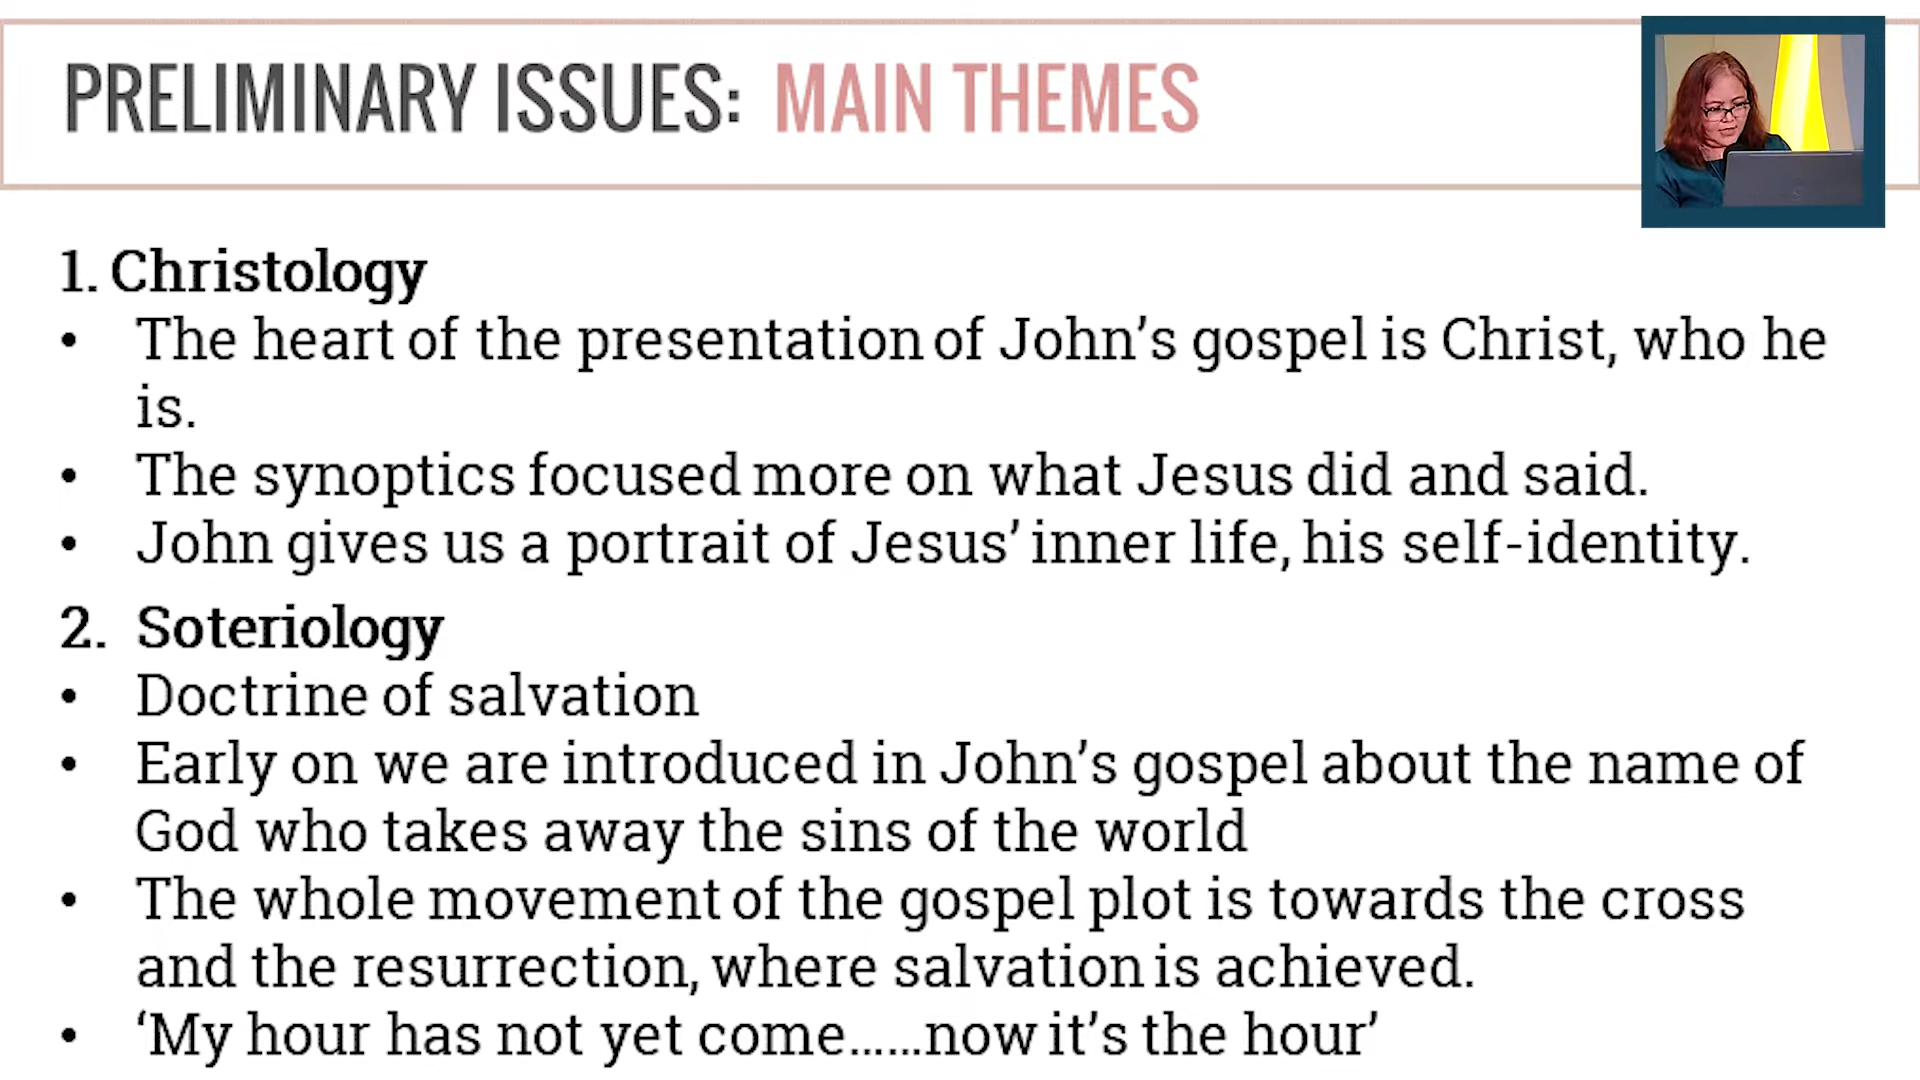 PRELIMINARY ISSUES: MAIN THEMES
1. Christology
• The heart of the presentation of John’s gospel is Christ, who he
is.
• The synoptics focused more on what Jesus did and said.
• John gives us a portrait of Jesus’ inner life, his self-identity.
2. Soteriology
• Doctrine of salvation
• Early on we are introduced in John’s gospel about the name of
God who takes away the sins of the world
• The whole movement of the gospel plot is towards the cross
and the resurrection, where salvation is achieved.
• ‘My hour has not yet come……now it’s the hour’